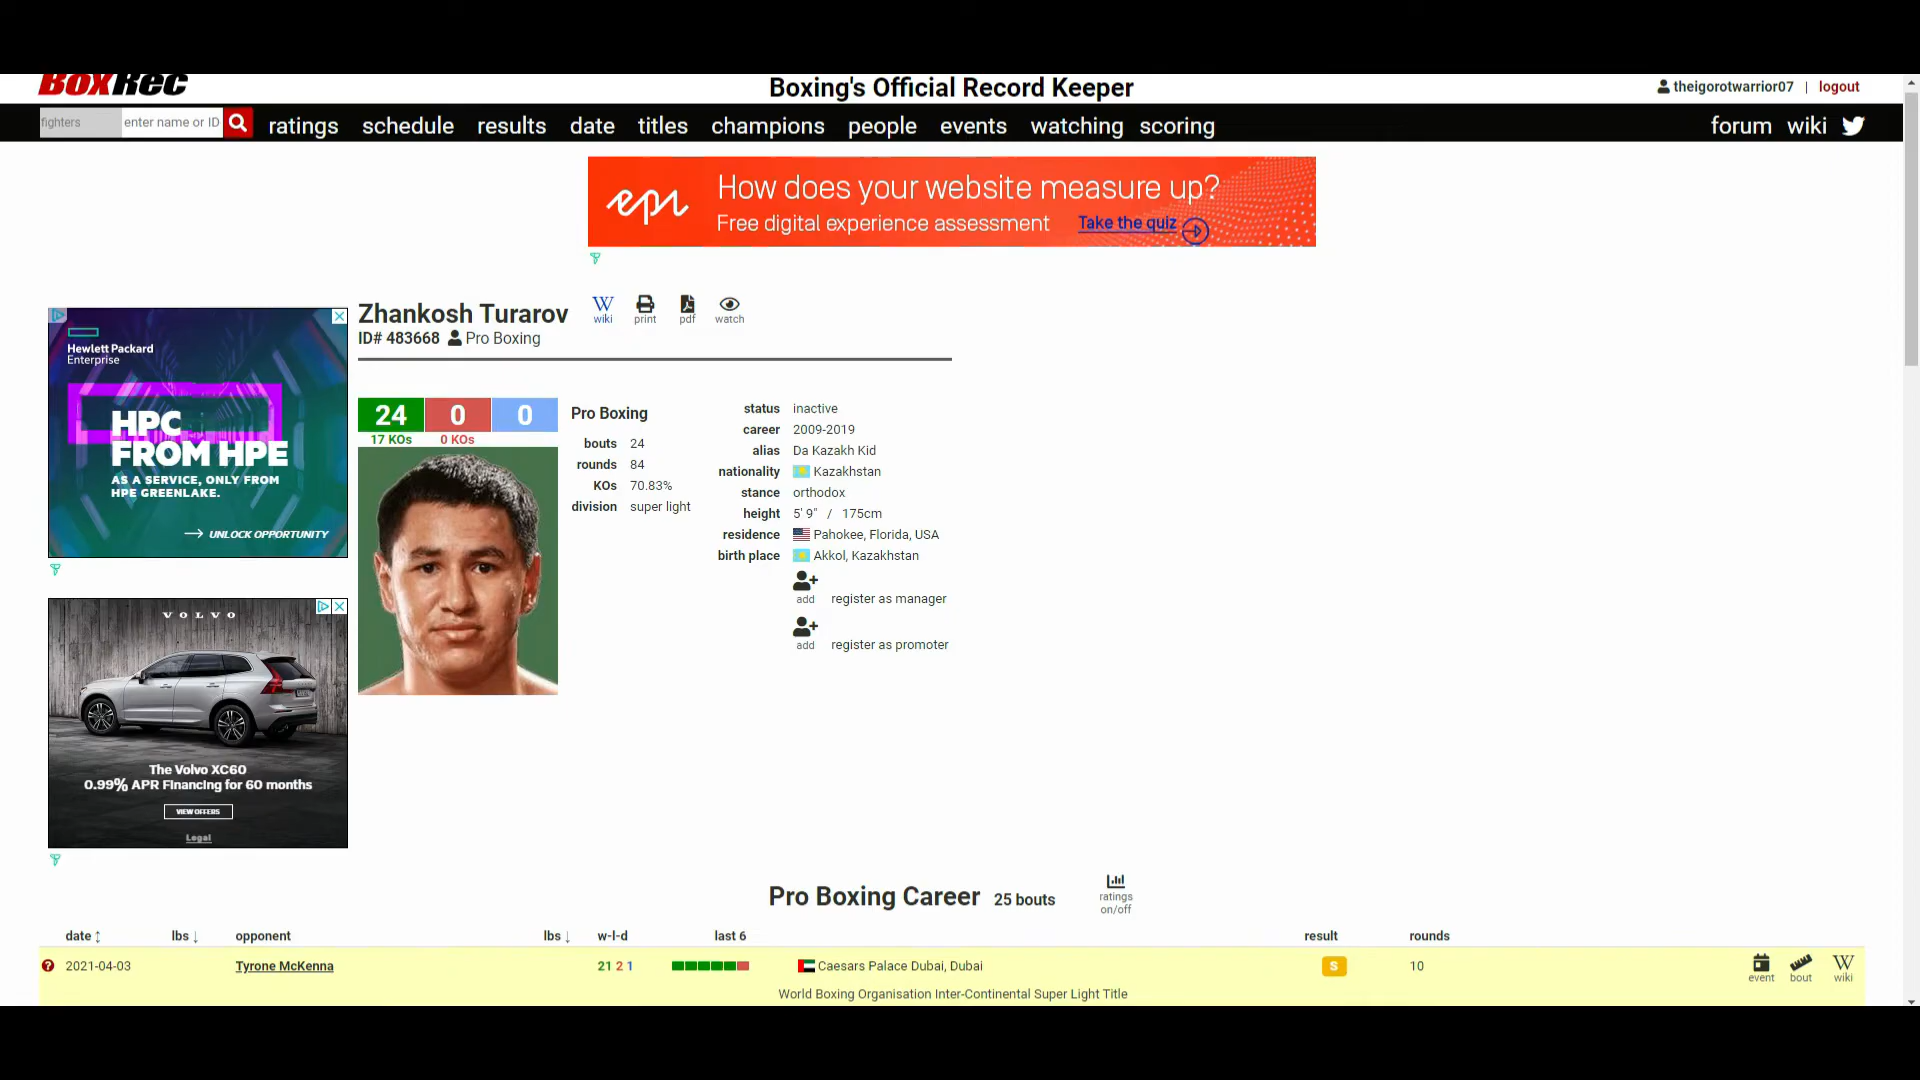 BoxRec
Boxing's Official Record Keeper
theigorotwarrior07 | logout
fighters enter name or ID ratings schedule results date titles champions people events watching scoring forum wiki
epi How does your website measure up?
Free digital experience assessment Take the quiz
Zhankosh Turarov
wiki print pdf watch
ID# 483668 Pro Boxing
Hewlett Packard
Enterprise
HPC
FROM HPE
AS A SERVICE, ONLY FROM
HPE GREENLAKE.
UNLOCK OPPORTUNITY
24 0 0
17 KOs 0 KOs
Pro Boxing
bouts 24
rounds 84
KOs 70.83%
division super light
status inactive
career 2009-2019
alias Da Kazakh Kid
nationality Kazakhstan
stance orthodox
height 5' 9" / 175cm
residence Pahokee, Florida, USA
birth place Akkol, Kazakhstan
add register as manager
add register as promoter
VOLVO
The Volvo XC60
0.99% APR Financing for 60 months
VIEW OFFERS
Legal
Pro Boxing Career 25 bouts
ratings
on/off
date lbs opponent lbs w-l-d last 6 result rounds
2021-04-03 Tyrone McKenna 21 2 1 Caesars Palace Dubai, Dubai S 10
event bout wiki
World Boxing Organisation Inter-Continental Super Light Title